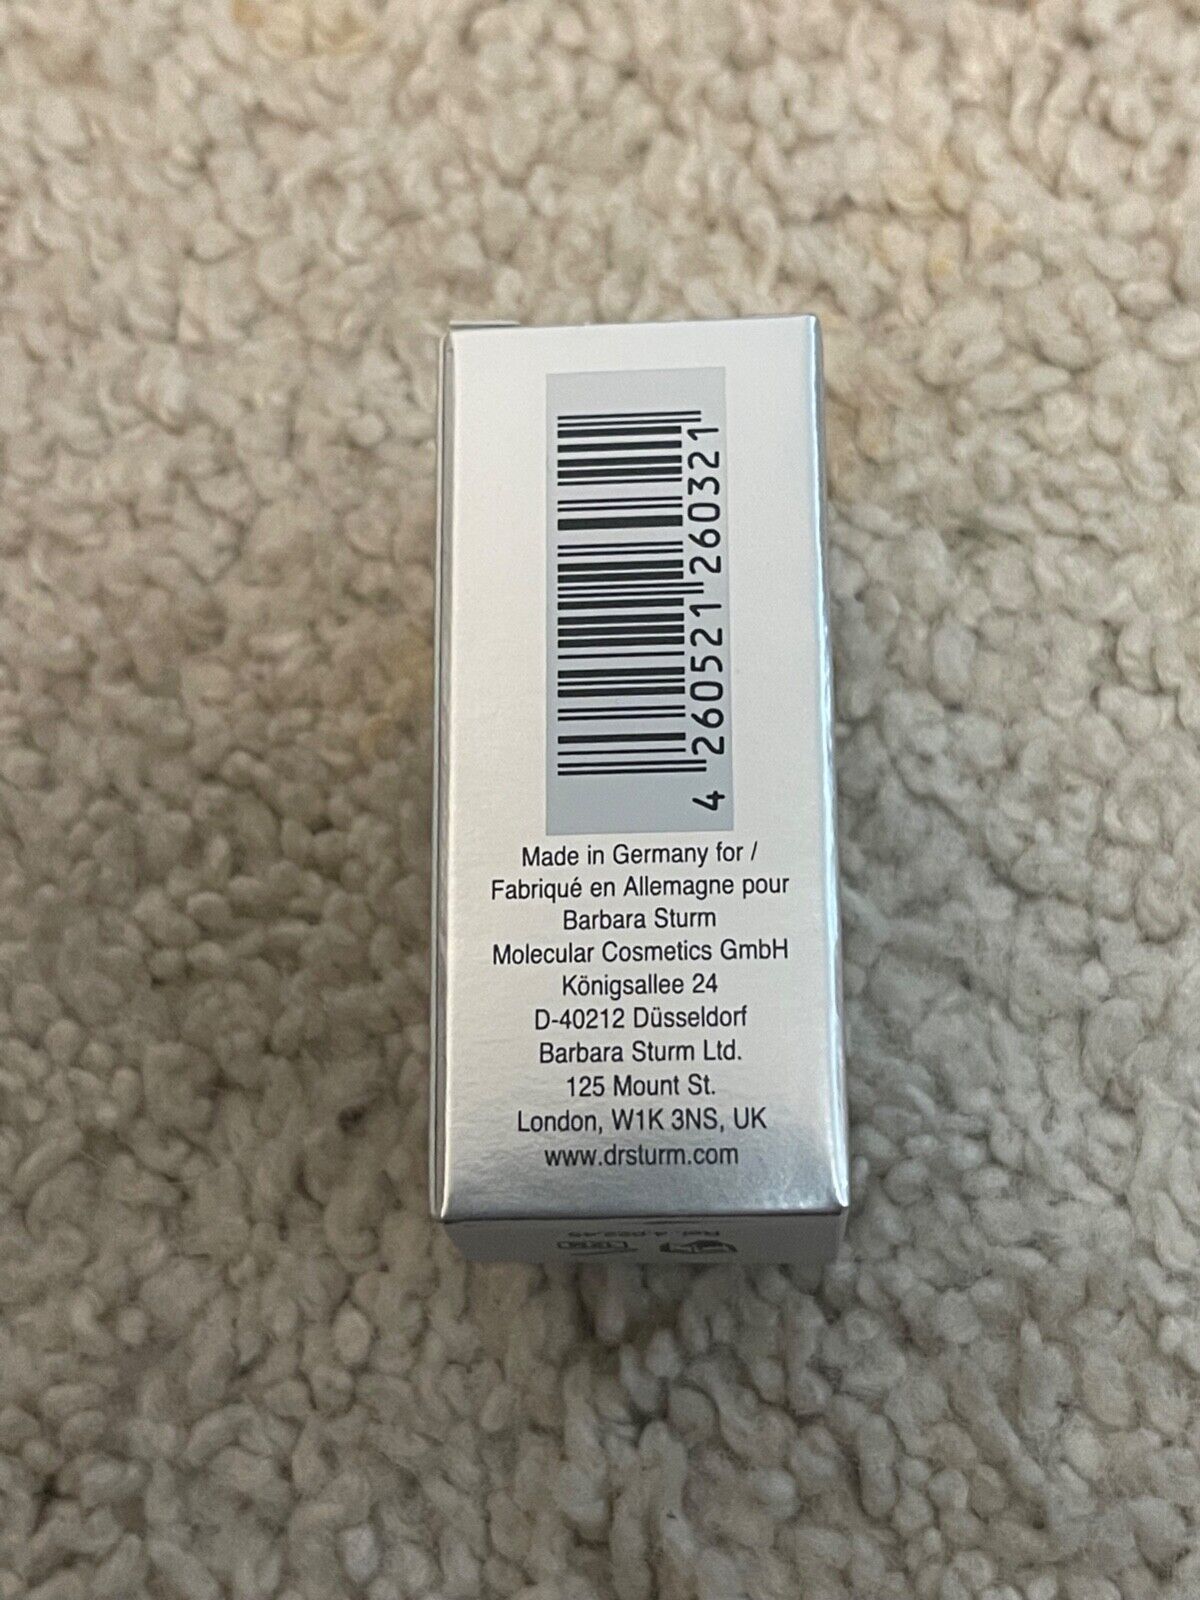 4 260521 260321
Made in Germany for /
Fabriqué en Allemagne pour
Barbara Sturm
Molecular Cosmetics GmbH
Königsallee 24
D-40212 Düsseldorf
Barbara Sturm Ltd.
125 Mount St.
London, W1K 3NS, UK
www.drsturm.com